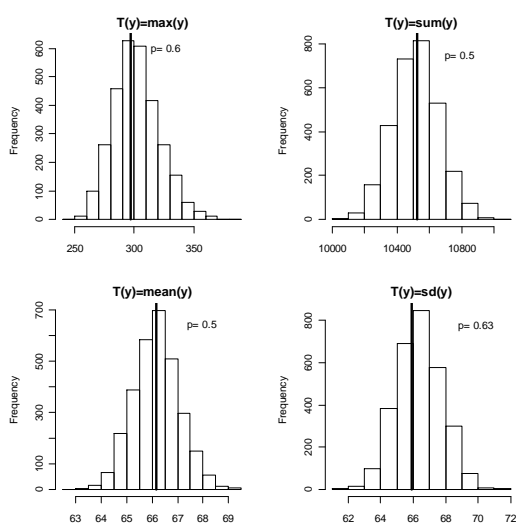 T(y)=max(y)
p= 0.6
Frequency
0 100 200 300 400 500 600
250 300 350
T(y)=sum(y)
p= 0.5
Frequency
0 200 400 600 800
10000 10400 10800
T(y)=mean(y)
p= 0.5
Frequency
0 100 300 500 700
63 64 65 66 67 68 69
T(y)=sd(y)
p= 0.63
Frequency
0 200 400 600 800
62 64 66 68 70 72